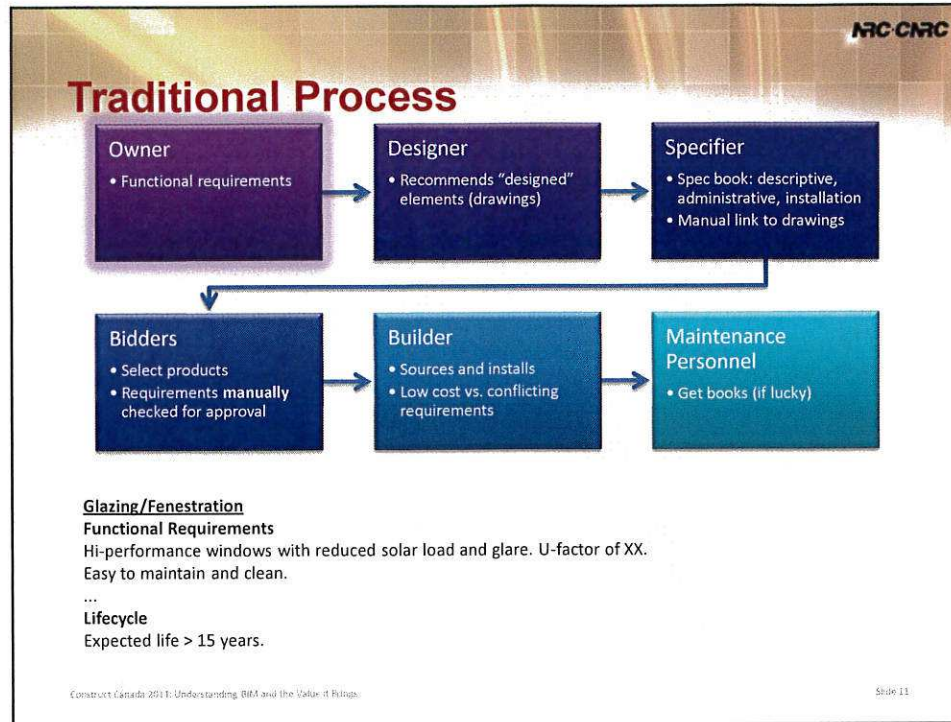 NRC·CNRC
Traditional Process
Owner
• Functional requirements
Designer
• Recommends “designed”
elements (drawings)
Specifier
• Spec book: descriptive,
administrative, installation
• Manual link to drawings
Bidders
• Select products
• Requirements manually
checked for approval
Builder
• Sources and installs
• Low cost vs. conflicting
requirements
Maintenance
Personnel
• Get books (if lucky)
Glazing/Fenestration
Functional Requirements
Hi-performance windows with reduced solar load and glare. U-factor of XX.
Easy to maintain and clean.
...
Lifecycle
Expected life > 15 years.
Construct Canada 2011: Understanding BIM and the Value it Brings
Slide 11